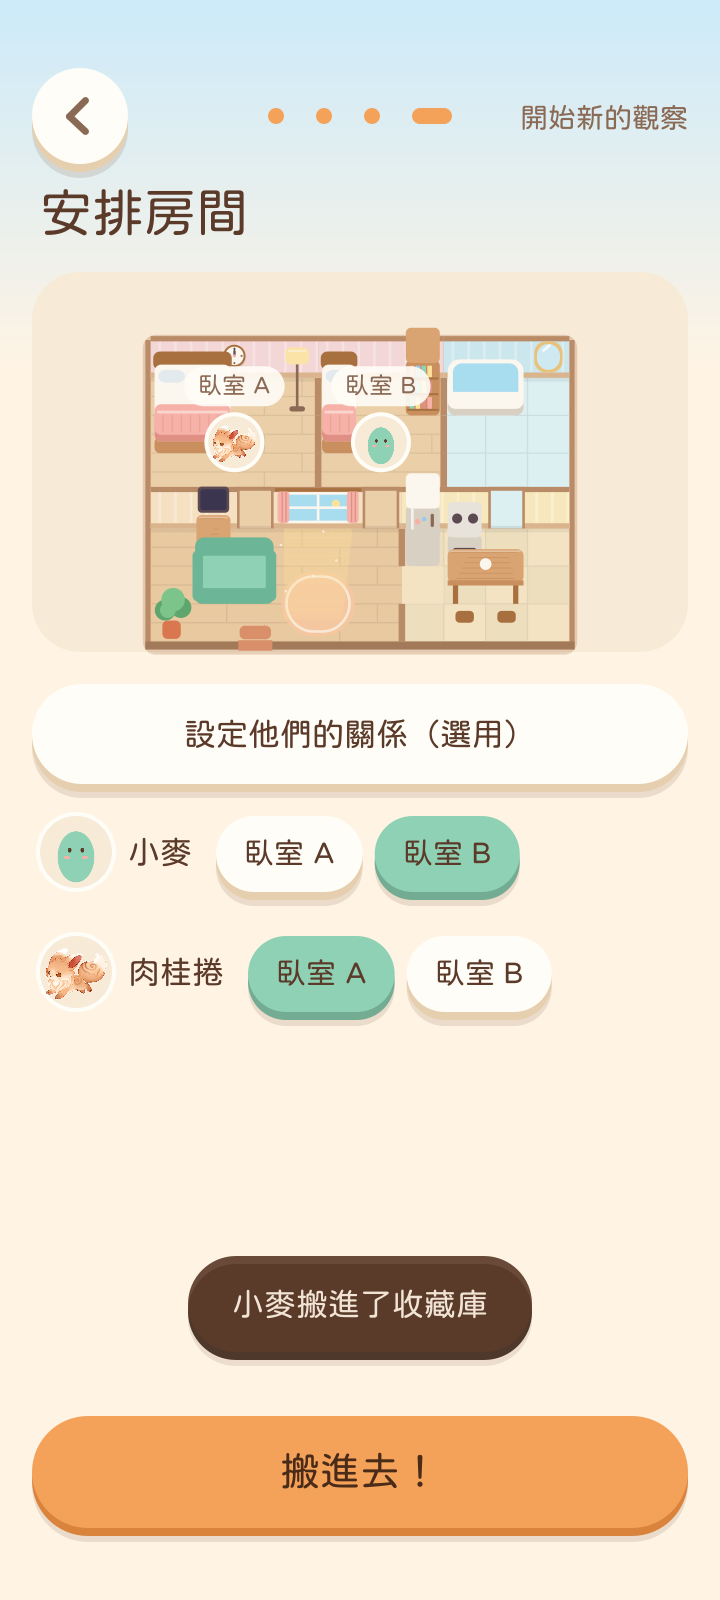 開始新的觀察
安排房間
臥室 A
臥室 B
設定他們的關係（選用）
小麥
臥室 A
臥室 B
肉桂捲
臥室 A
臥室 B
小麥搬進了收藏庫
搬進去！